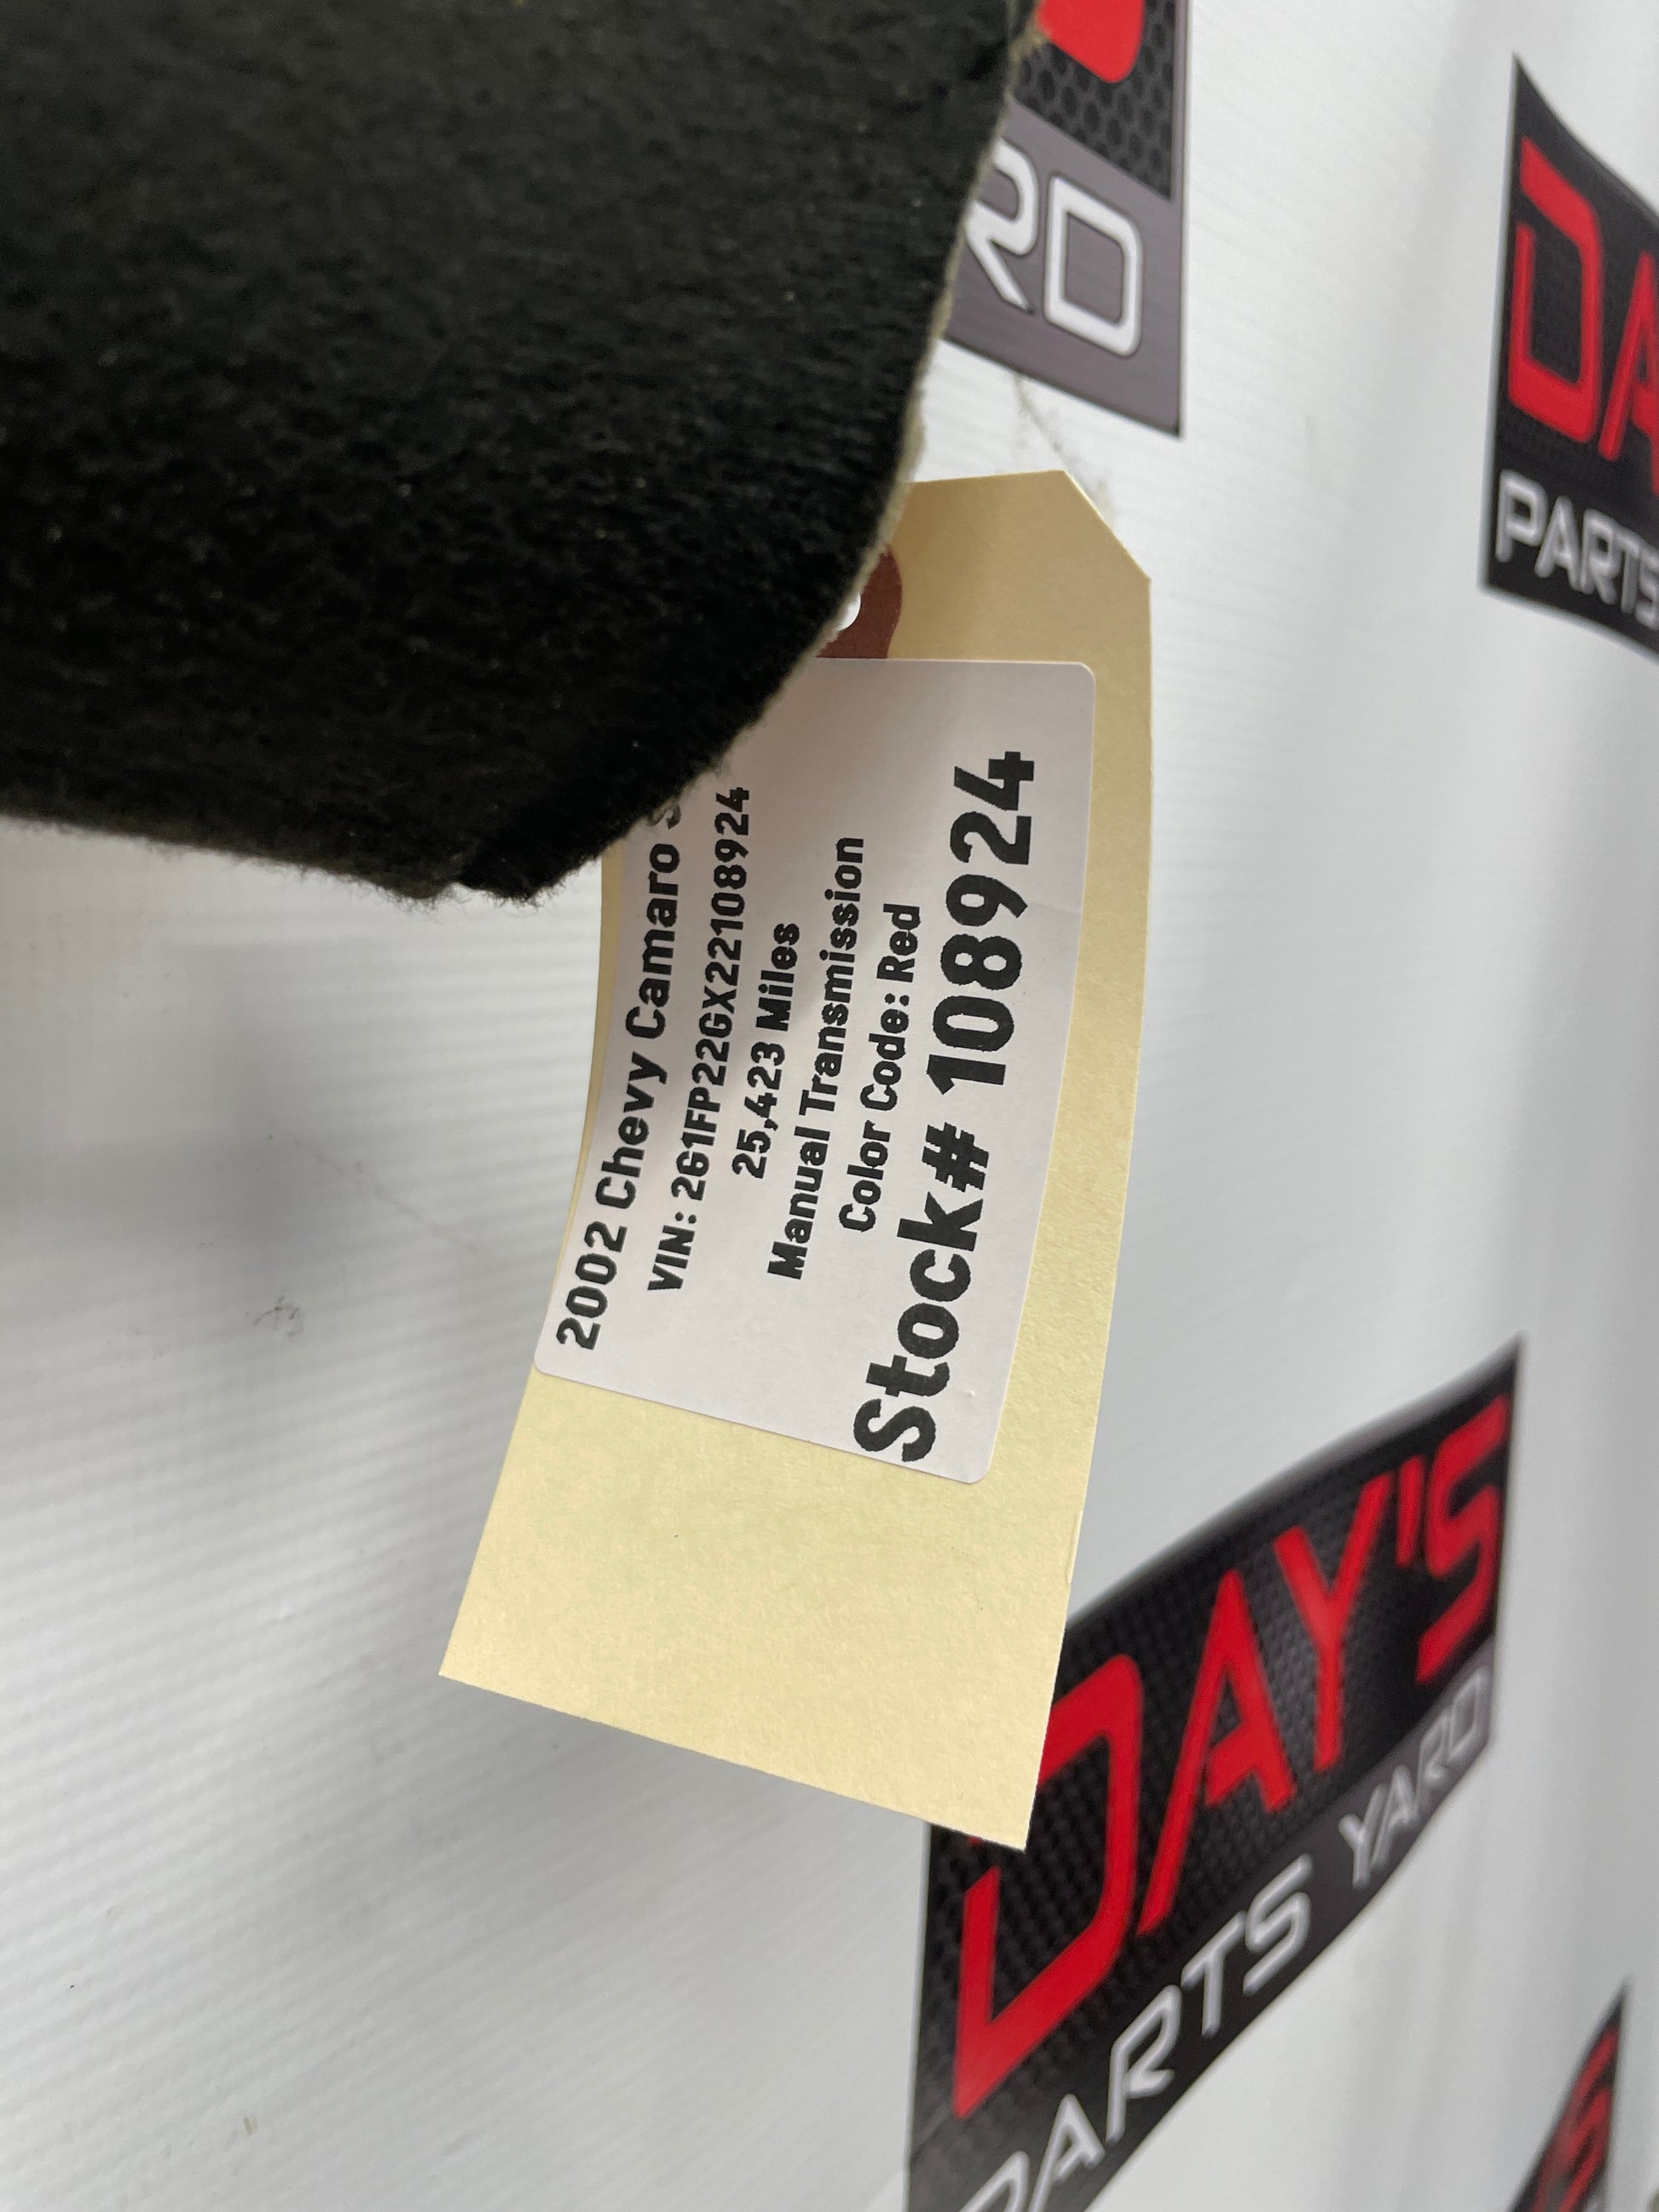 2002 Chevy Camaro S
VIN: 2G1FP22GX22108924
25,423 Miles
Manual Transmission
Color Code: Red
Stock# 108924
RD
DA
PARTS
DAY'S
PARTS YARD